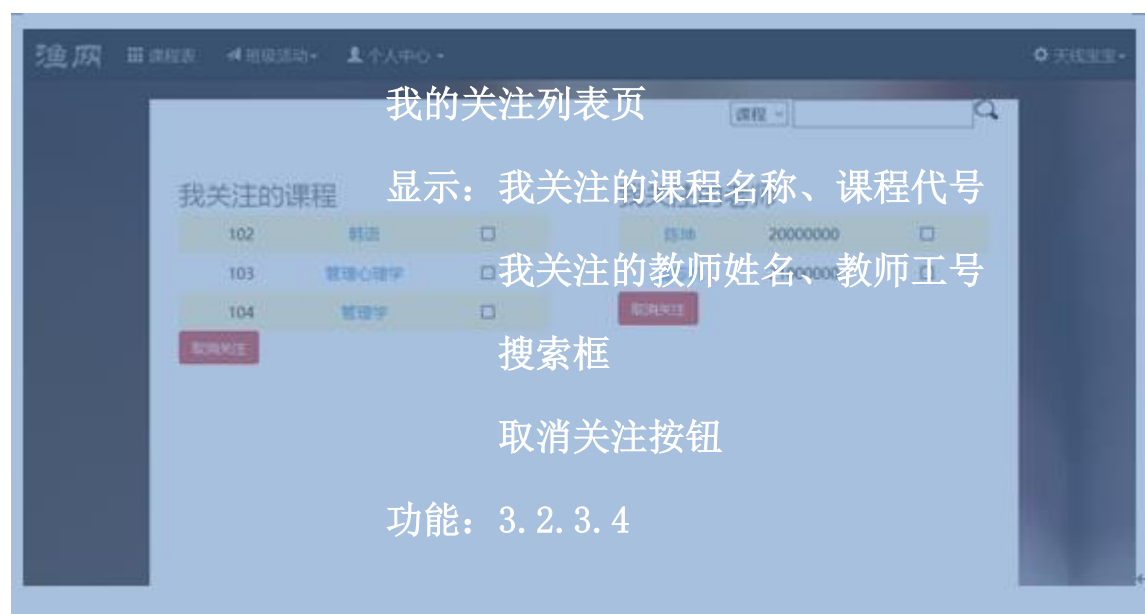 渔网 课程表 班级活动 个人中心 天线宝宝
我的关注列表页
课程
显示：我关注的课程名称、课程代号
我关注的课程
102 韩语
20000000
我关注的教师姓名、教师工号
103 管理心理学
104 管理学
取消关注
取消关注
搜索框
取消关注按钮
功能：3.2.3.4